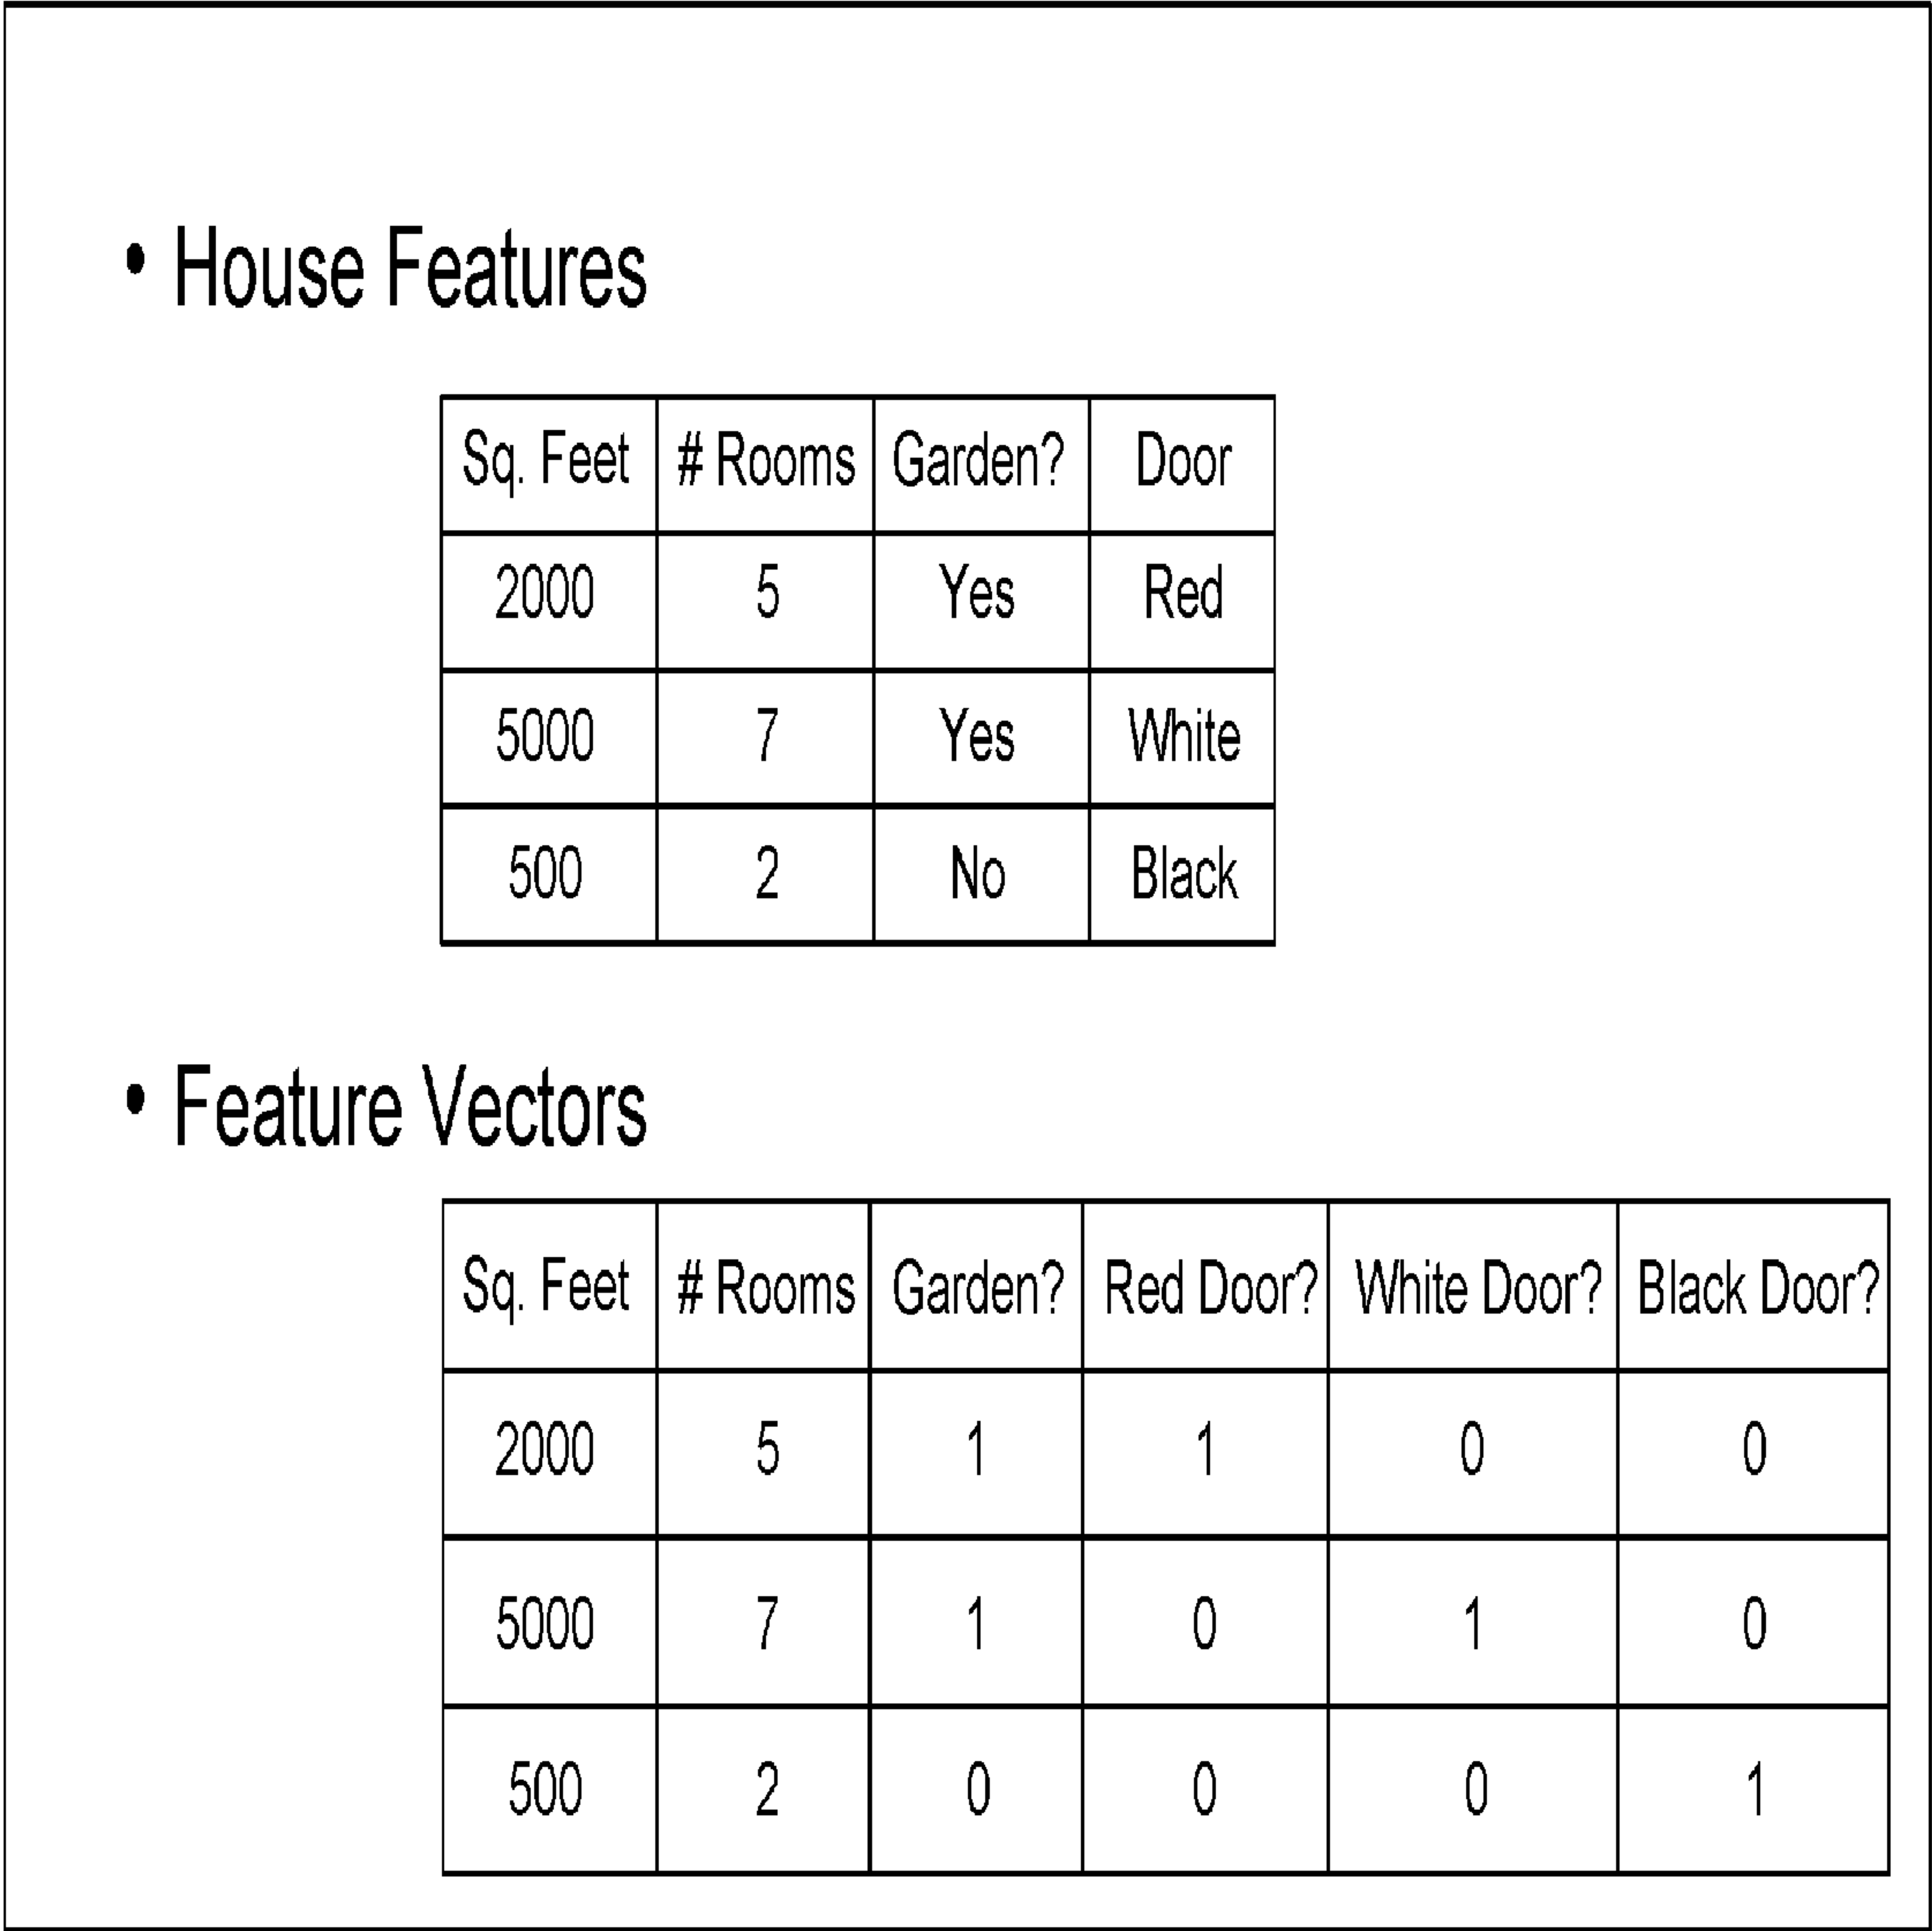 • House Features
Sq. Feet # Rooms Garden? Door
2000 5 Yes Red
5000 7 Yes White
500 2 No Black
• Feature Vectors
Sq. Feet # Rooms Garden? Red Door? White Door? Black Door?
2000 5 1 1 0 0
5000 7 1 0 1 0
500 2 0 0 0 1